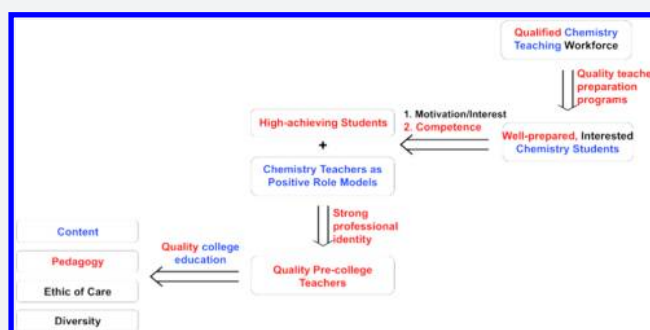 Qualified Chemistry
Teaching Workforce
Quality teacher
preparation
programs
1. Motivation/Interest
2. Competence
High-achieving Students
+
Well-prepared, Interested
Chemistry Students
Chemistry Teachers as
Positive Role Models
Strong
professional
identity
Content
Quality college
education
Quality Pre-college
Teachers
Pedagogy
Ethic of Care
Diversity